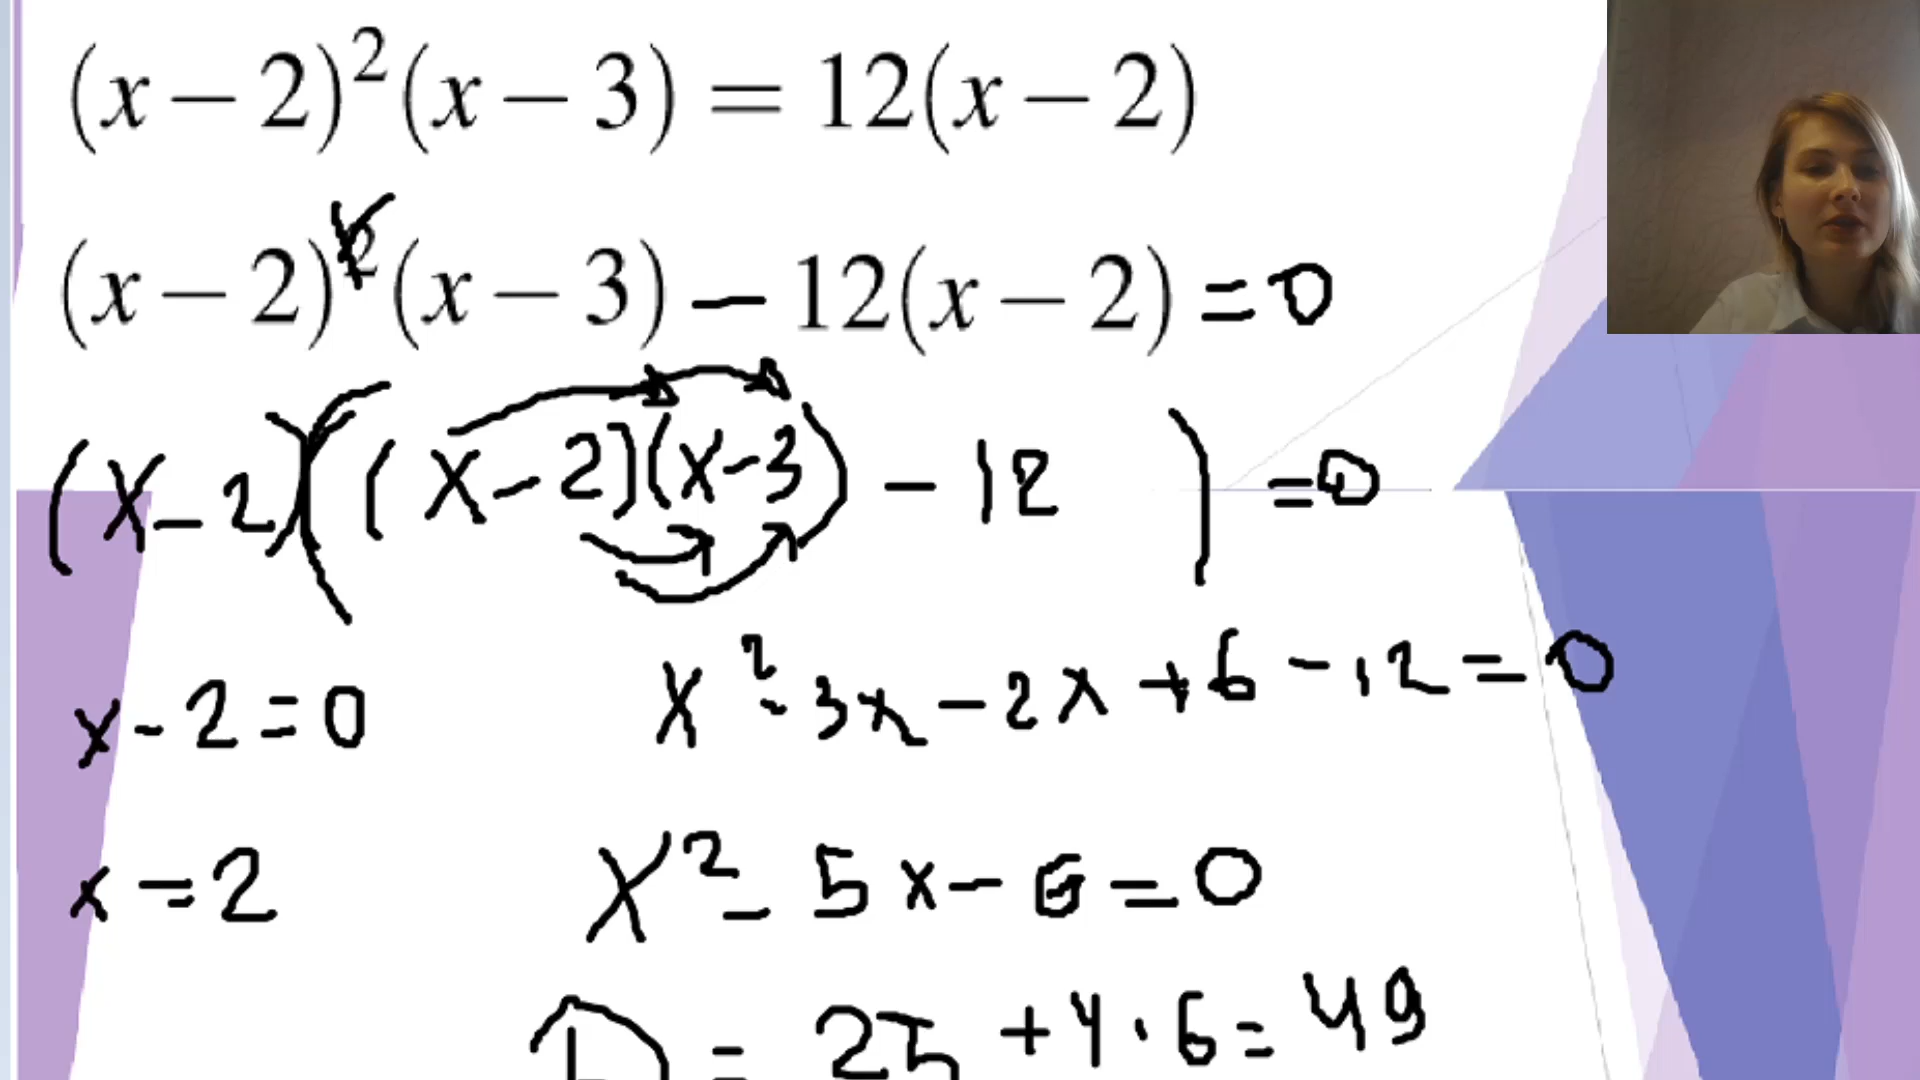 (x − 2)²(x − 3) = 12(x − 2)
(x − 2)²(x − 3) − 12(x − 2) = 0
(x − 2)((x − 2)(x − 3) − 12) = 0
x − 2 = 0
x² − 3x − 2x + 6 − 12 = 0
x = 2
x² − 5x − 6 = 0
D = 25 + 4 · 6 = 49